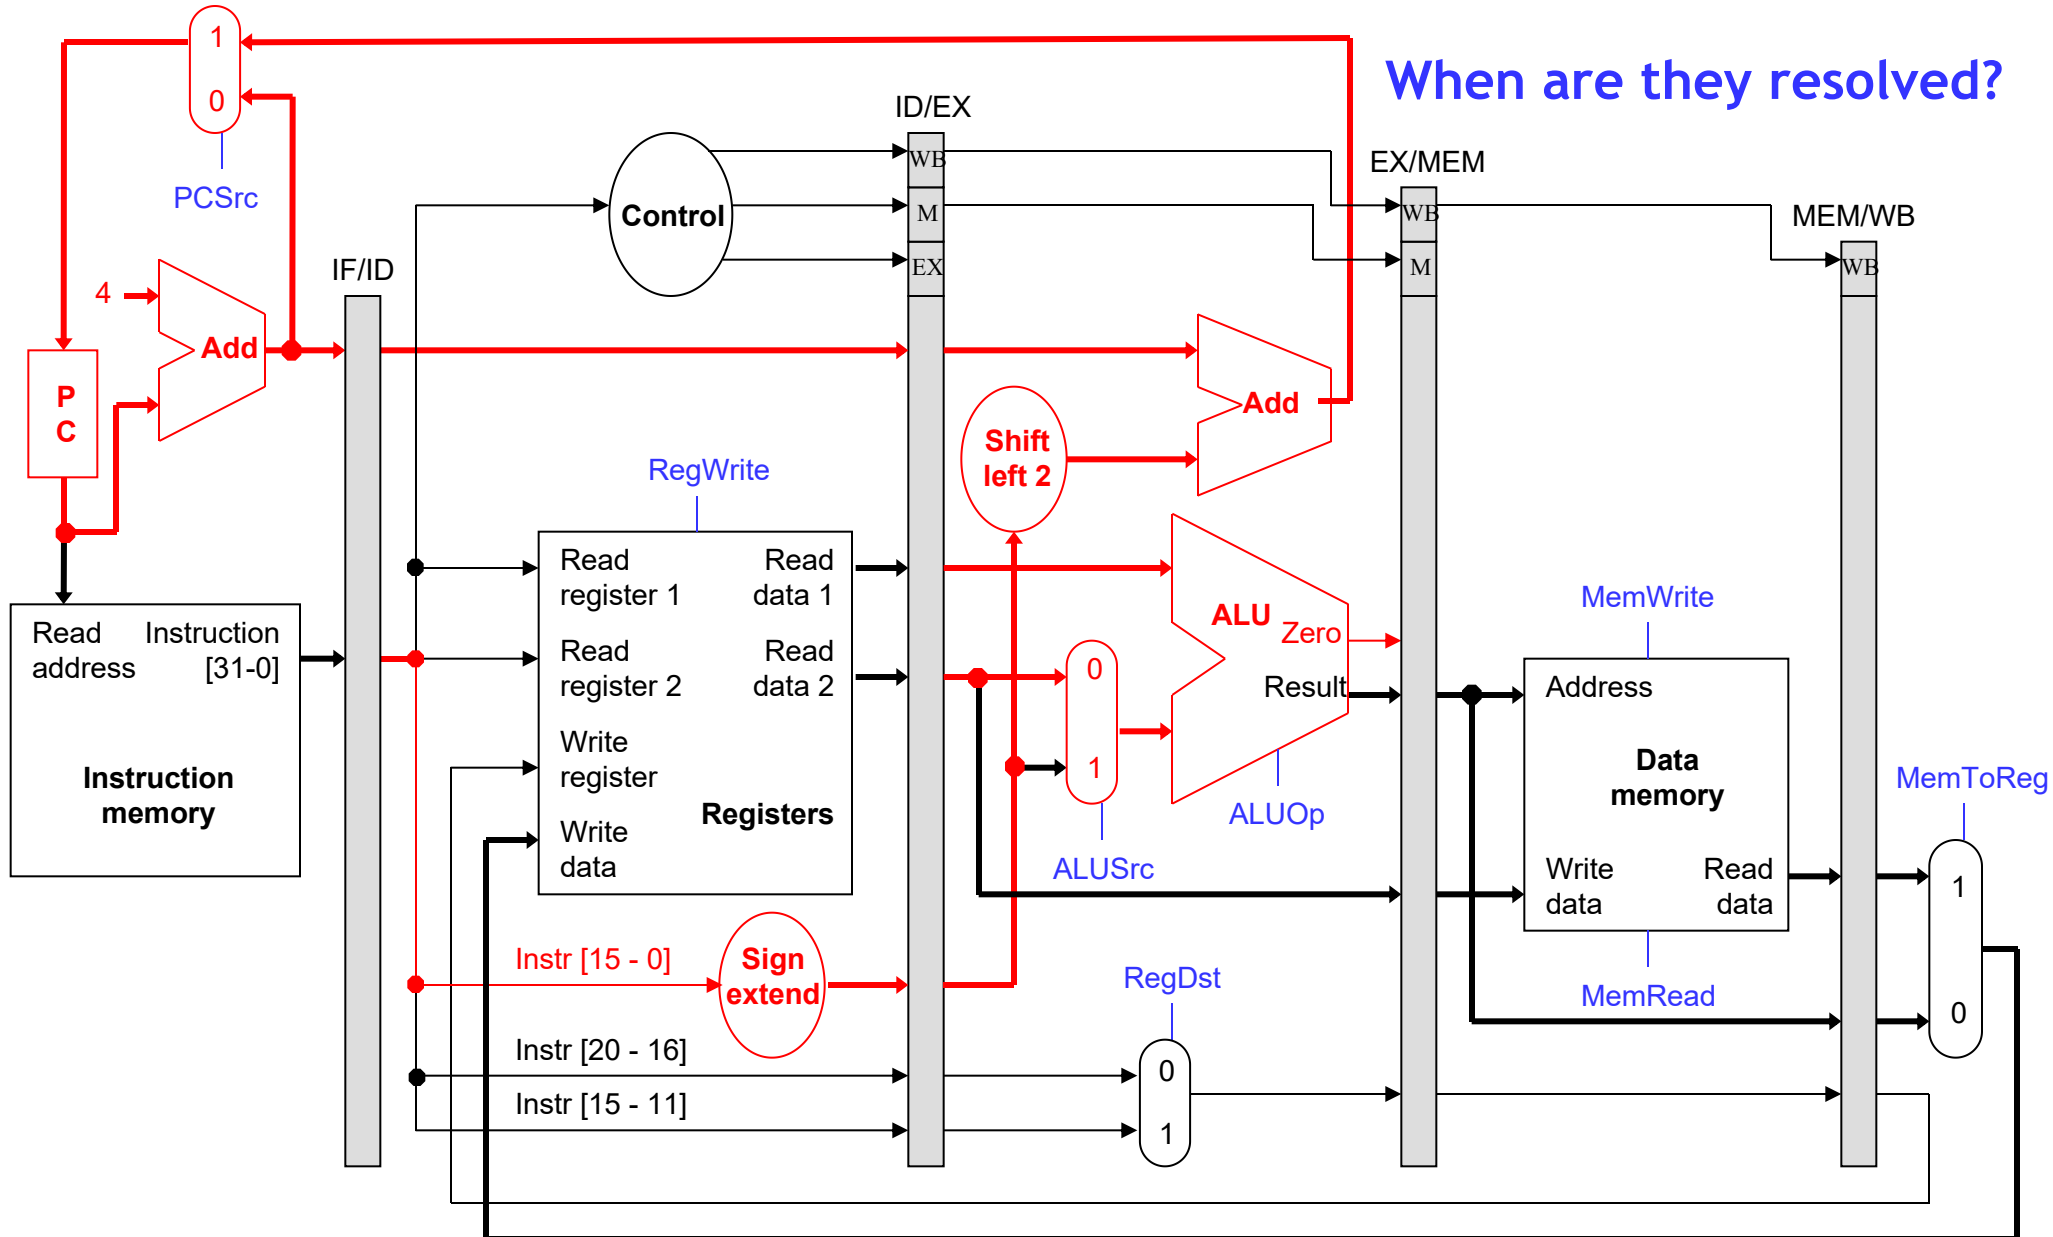 When are they resolved?
1
0
PCSrc
ID/EX
WB
M
EX
EX/MEM
WB
M
MEM/WB
WB
Control
IF/ID
4
Add
P
C
Add
Shift
left 2
RegWrite
Read
register 1
Read
data 1
Read
register 2
Read
data 2
Write
register
Write
data
Registers
Read
address
Instruction
[31-0]
Instruction
memory
0
1
ALUSrc
ALU
Zero
Result
ALUOp
MemWrite
Address
Data
memory
Write
data
Read
data
MemRead
MemToReg
1
0
Instr [15 - 0]
Sign
extend
RegDst
Instr [20 - 16]
0
Instr [15 - 11]
1